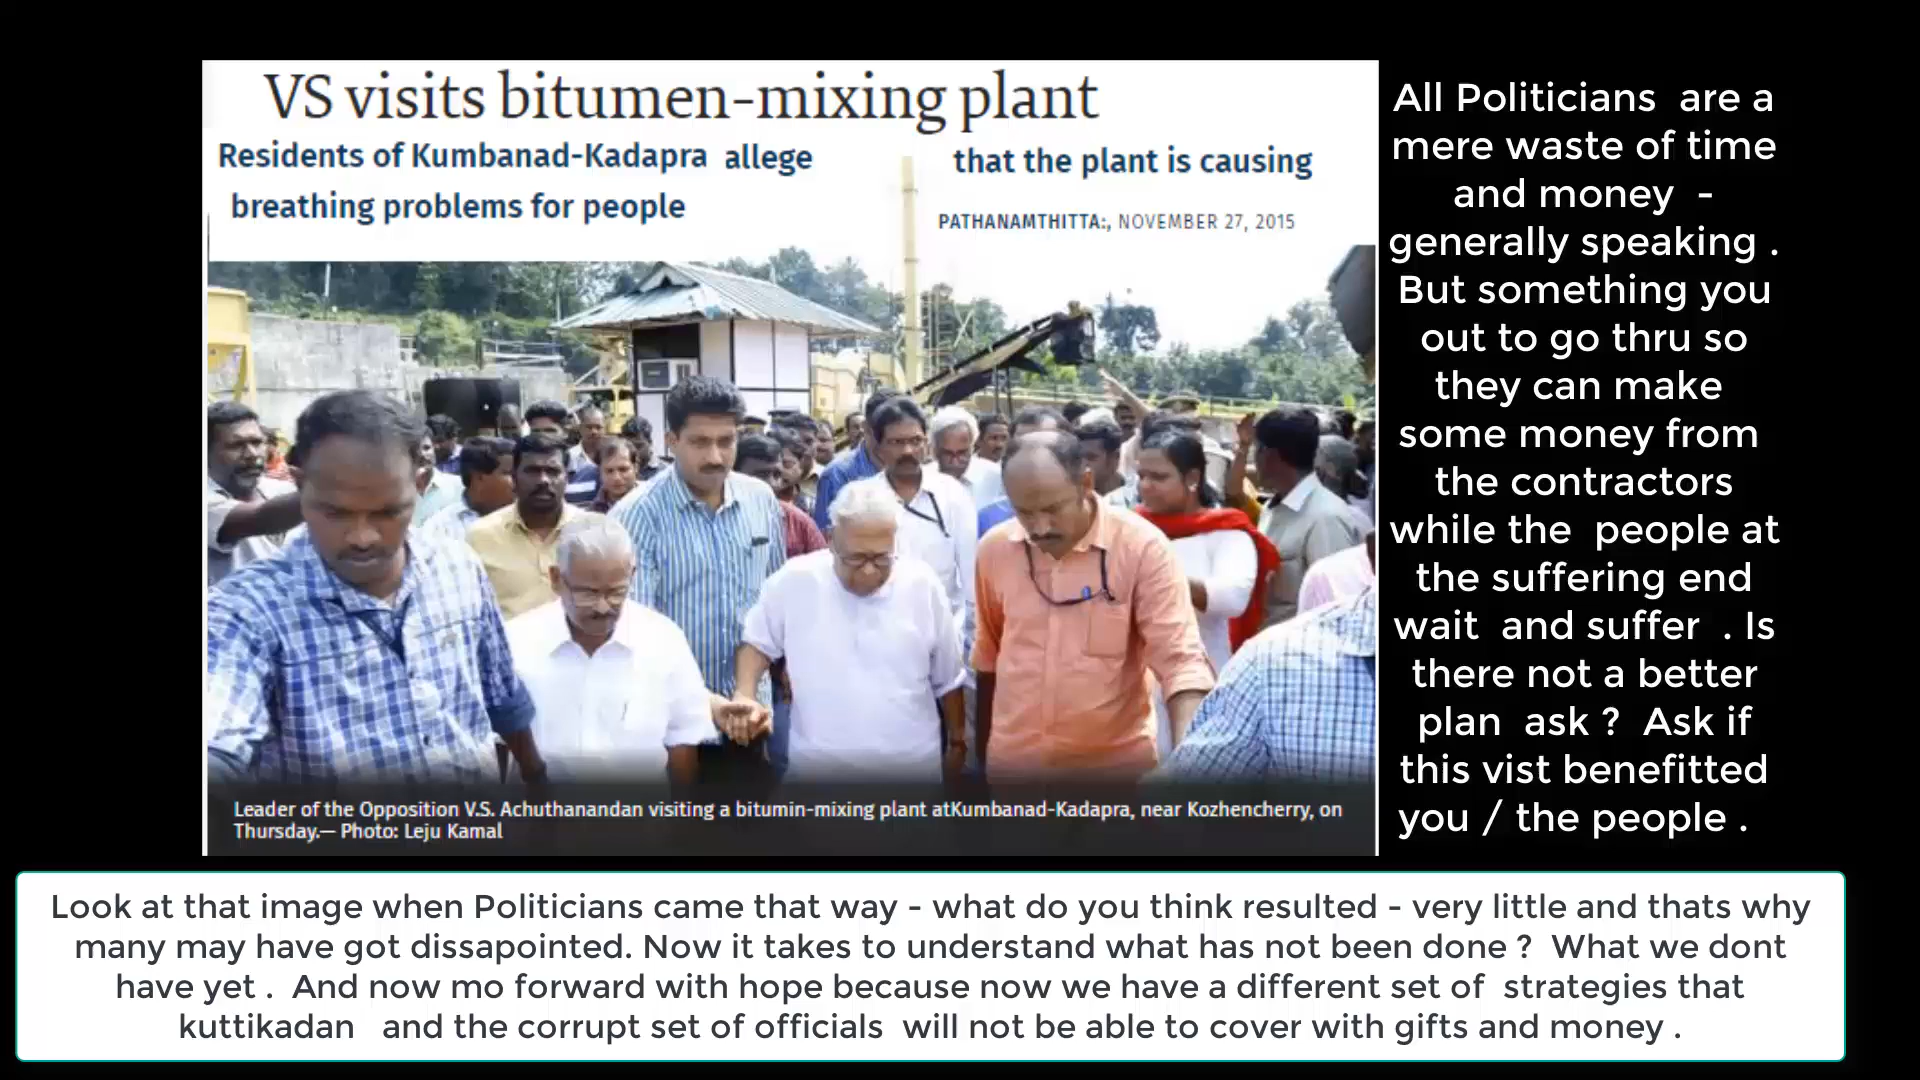 VS visits bitumen-mixing plant
Residents of Kumbanad-Kadapra allege that the plant is causing
breathing problems for people
PATHANAMTHITTA:, NOVEMBER 27, 2015
Leader of the Opposition V.S. Achuthanandan visiting a bitumin-mixing plant atKumbanad-Kadapra, near Kozhencherry, on
Thursday.— Photo: Leju Kamal
All Politicians are a
mere waste of time
and money -
generally speaking .
But something you
out to go thru so
they can make
some money from
the contractors
while the people at
the suffering end
wait and suffer . Is
there not a better
plan ask ? Ask if
this vist benefitted
you / the people .
Look at that image when Politicians came that way - what do you think resulted - very little and thats why
many may have got dissapointed. Now it takes to understand what has not been done ? What we dont
have yet . And now mo forward with hope because now we have a different set of strategies that
kuttikadan and the corrupt set of officials will not be able to cover with gifts and money .